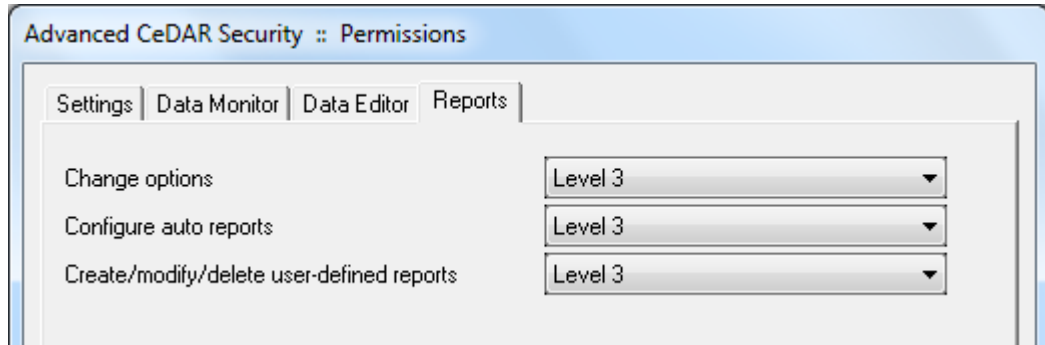 Advanced CeDAR Security :: Permissions
Settings Data Monitor Data Editor Reports
Change options Level 3
Configure auto reports Level 3
Create/modify/delete user-defined reports Level 3